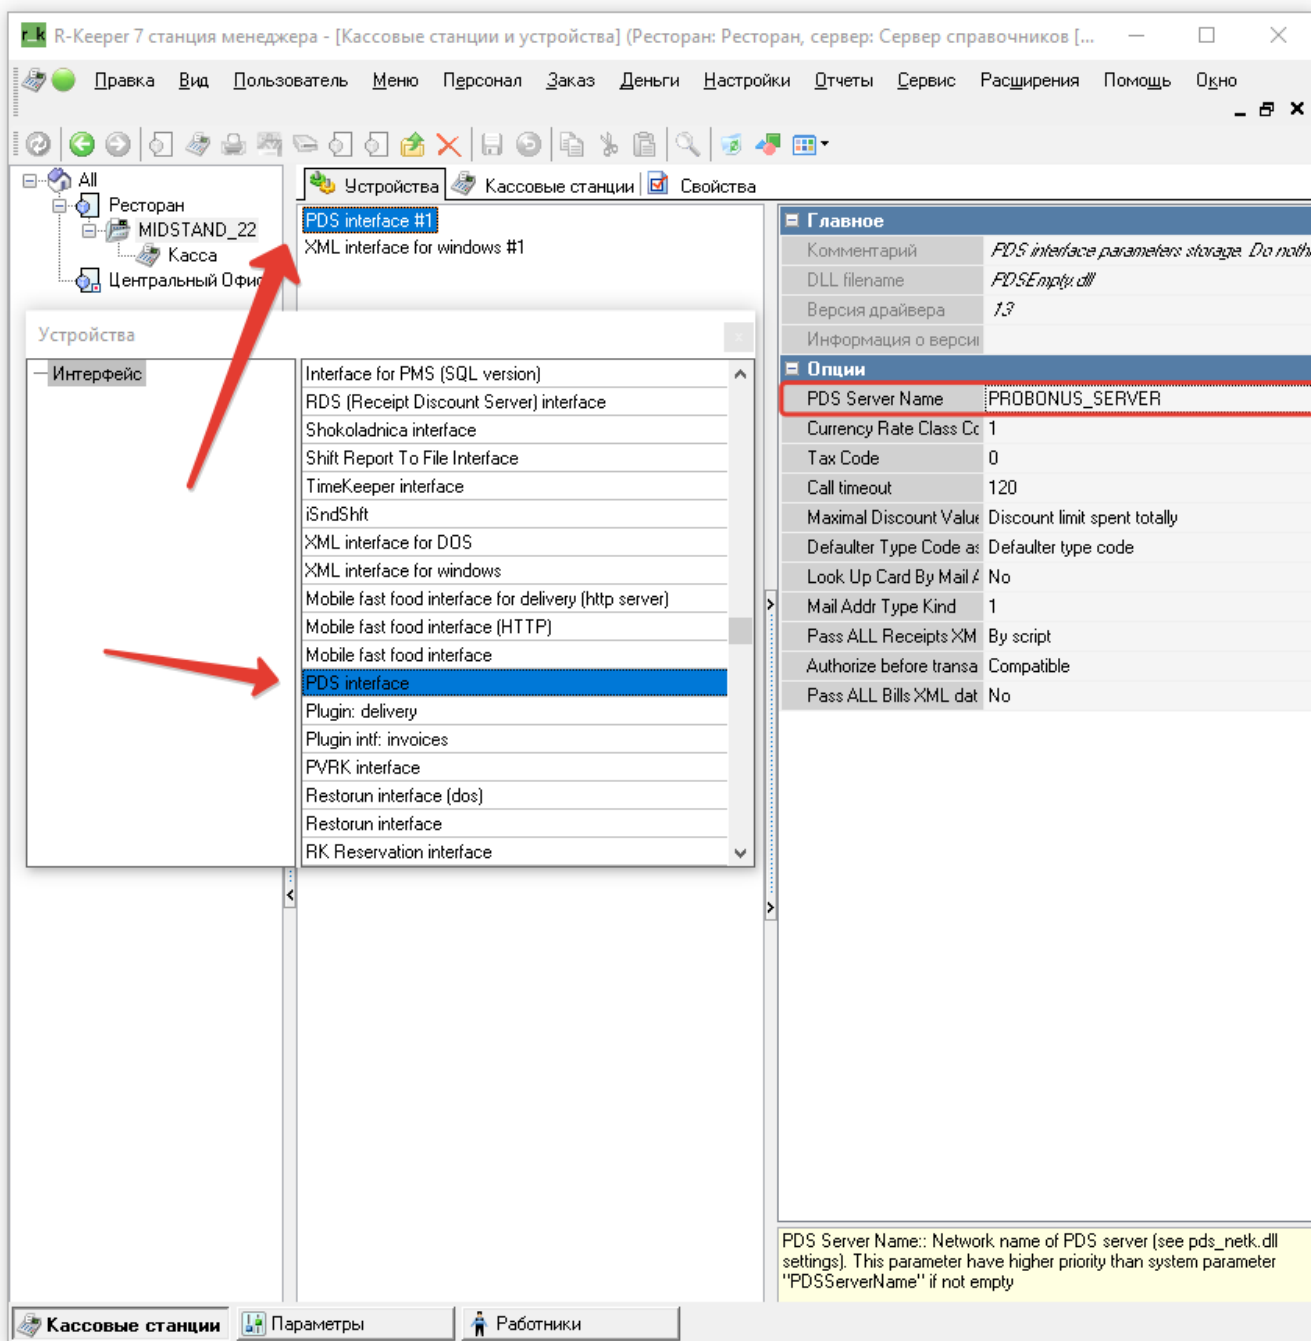 R-Keeper 7 станция менеджера - [Кассовые станции и устройства] (Ресторан: Ресторан, сервер: Сервер справочников [...
Правка Вид Пользователь Меню Персонал Заказ Деньги Настройки Отчеты Сервис Расширения Помощь Окно
All
Ресторан
MIDSTAND_22
Касса
Центральный Офис
Устройства Кассовые станции Свойства
PDS interface #1
XML interface for windows #1
Устройства
Интерфейс
Interface for PMS (SQL version)
RDS (Receipt Discount Server) interface
Shokoladnica interface
Shift Report To File Interface
TimeKeeper interface
iSndShft
XML interface for DOS
XML interface for windows
Mobile fast food interface for delivery (http server)
Mobile fast food interface (HTTP)
Mobile fast food interface
PDS interface
Plugin: delivery
Plugin intf: invoices
PVRK interface
Restorun interface (dos)
Restorun interface
RK Reservation interface
Главное
Комментарий PDS interface parameters storage. Do nothi
DLL filename PDSEmpty.dll
Версия драйвера 13
Информация о верси
Опции
PDS Server Name PROBONUS_SERVER
Currency Rate Class Cc 1
Tax Code 0
Call timeout 120
Maximal Discount Value Discount limit spent totally
Defaulter Type Code as Defaulter type code
Look Up Card By Mail A No
Mail Addr Type Kind 1
Pass ALL Receipts XM By script
Authorize before transa Compatible
Pass ALL Bills XML dat No
PDS Server Name:: Network name of PDS server (see pds_netk.dll
settings). This parameter have higher priority than system parameter
"PDSServerName" if not empty
Кассовые станции Параметры Работники